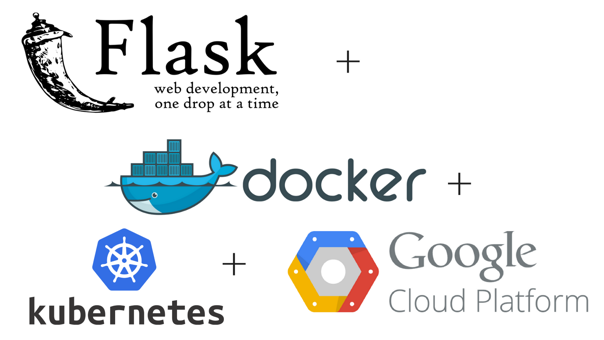 Flask
web development,
one drop at a time
+
docker +
kubernetes
+
Google
Cloud Platform